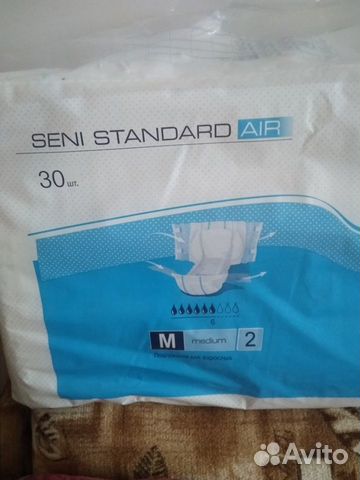 SENI STANDARD AIR
30 шт.
6
M medium 2
Подгузники для взрослых
Avito